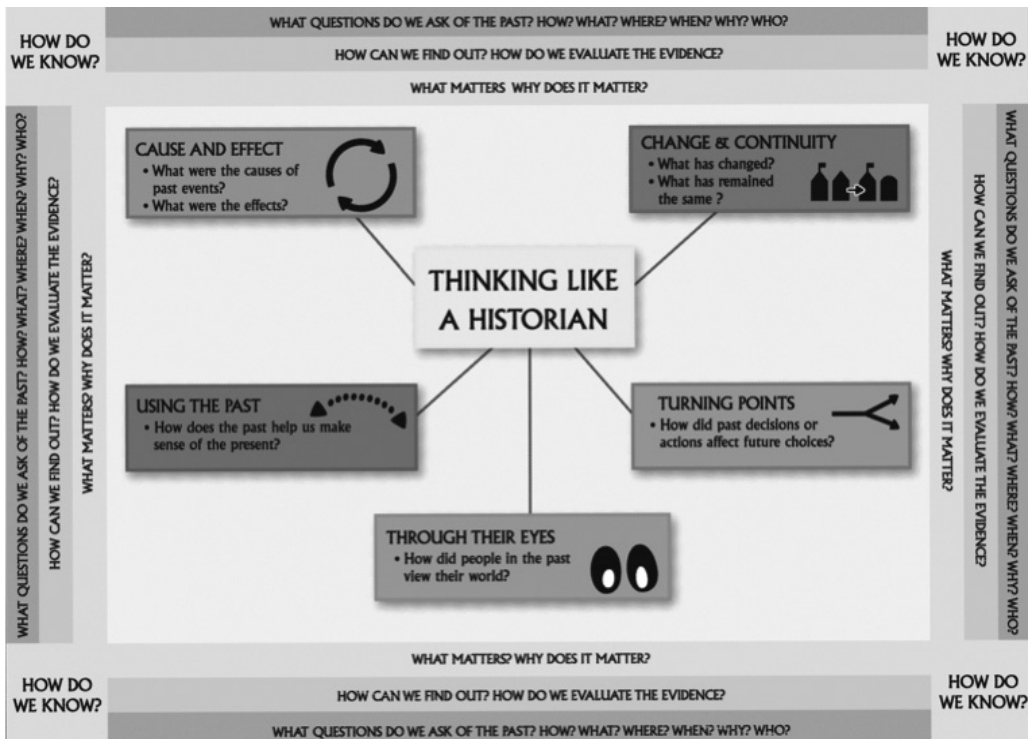 WHAT QUESTIONS DO WE ASK OF THE PAST? HOW? WHAT? WHERE? WHEN? WHY? WHO?
HOW DO
WE KNOW?
HOW CAN WE FIND OUT? HOW DO WE EVALUATE THE EVIDENCE?
HOW DO
WE KNOW?
WHAT MATTERS WHY DOES IT MATTER?
WHAT QUESTIONS DO WE ASK OF THE PAST? HOW? WHAT? WHERE? WHEN? WHY? WHO?
HOW CAN WE FIND OUT? HOW DO WE EVALUATE THE EVIDENCE?
WHAT MATTERS? WHY DOES IT MATTER?
CAUSE AND EFFECT
• What were the causes of
past events?
• What were the effects?
CHANGE & CONTINUITY
• What has changed?
• What has remained
the same ?
THINKING LIKE
A HISTORIAN
USING THE PAST
• How does the past help us make
sense of the present?
TURNING POINTS
• How did past decisions or
actions affect future choices?
THROUGH THEIR EYES
• How did people in the past
view their world?
WHAT MATTERS? WHY DOES IT MATTER?
HOW CAN WE FIND OUT? HOW DO WE EVALUATE THE EVIDENCE?
WHAT QUESTIONS DO WE ASK OF THE PAST? HOW? WHAT? WHERE? WHEN? WHY? WHO?
WHAT MATTERS? WHY DOES IT MATTER?
HOW DO
WE KNOW?
HOW CAN WE FIND OUT? HOW DO WE EVALUATE THE EVIDENCE?
HOW DO
WE KNOW?
WHAT QUESTIONS DO WE ASK OF THE PAST? HOW? WHAT? WHERE? WHEN? WHY? WHO?